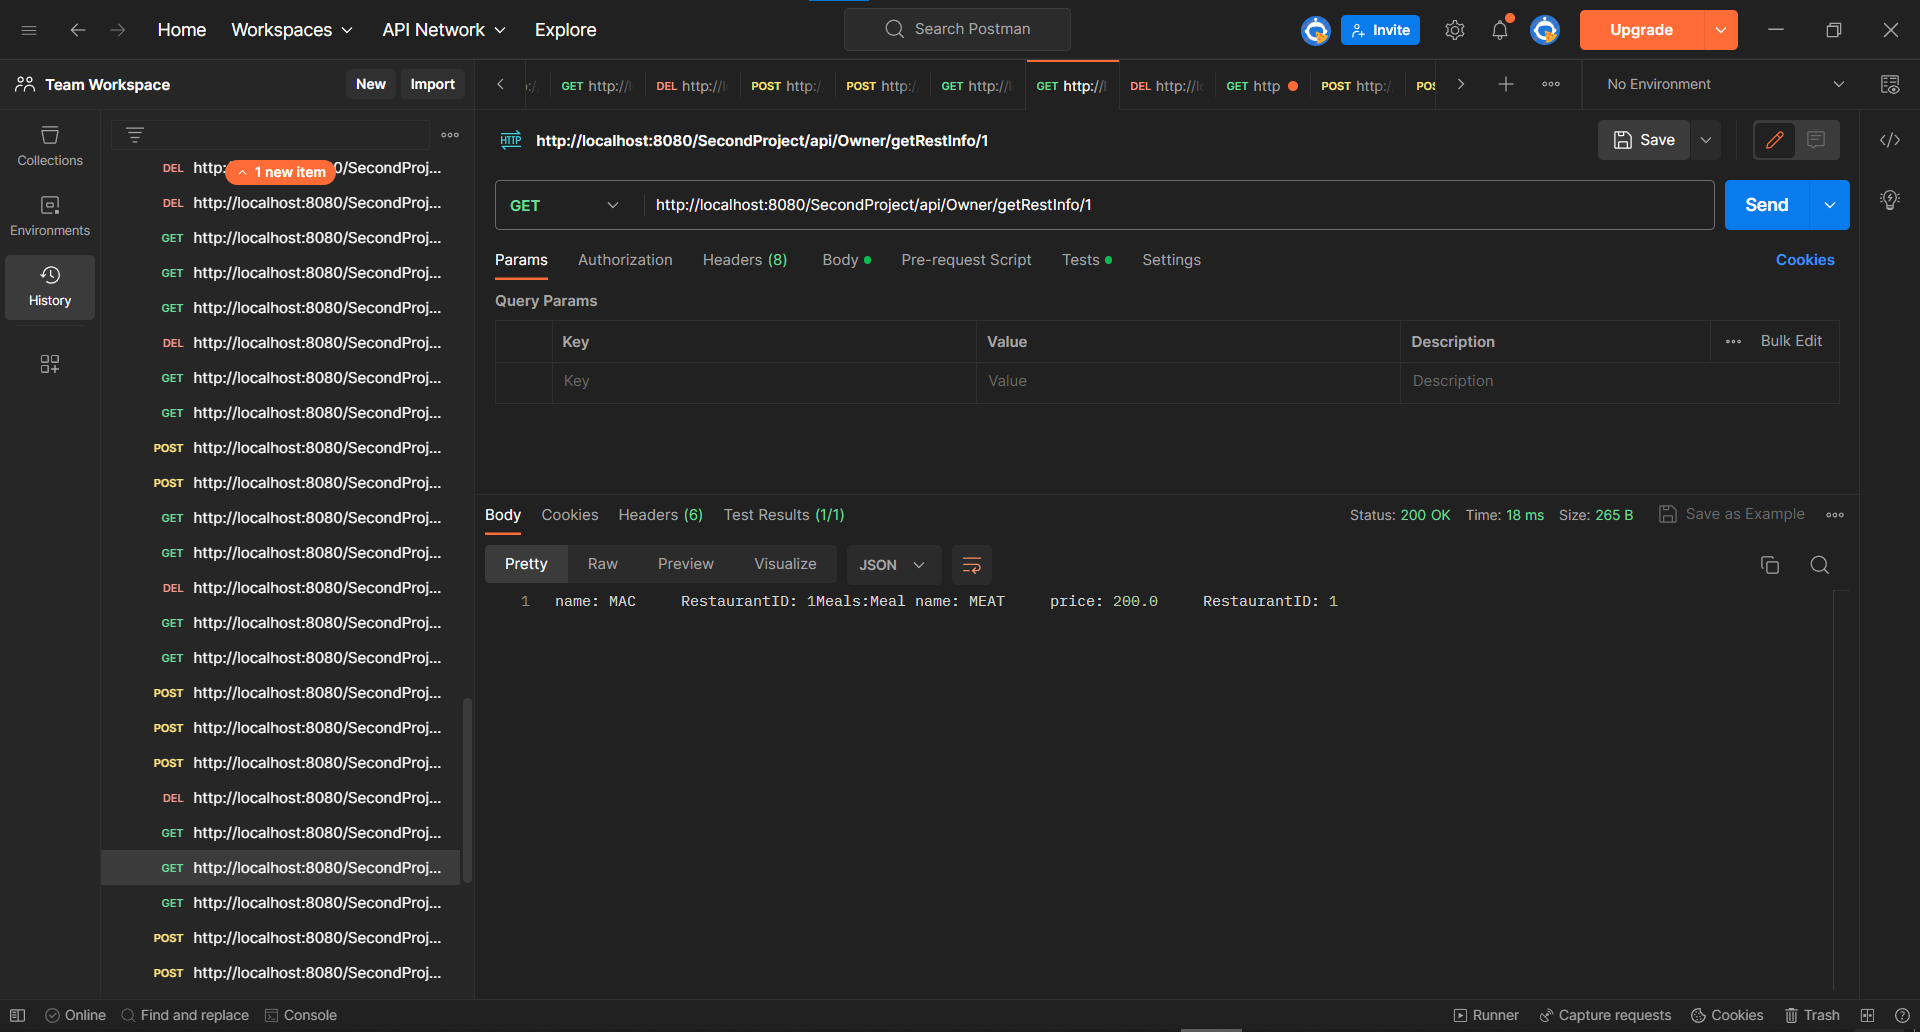 Home Workspaces API Network Explore Search Postman Invite Upgrade
Team Workspace New Import
GET http://l DEL http://l POST http:/ POST http:/ GET http://l GET http://l DEL http://l GET http POST http:/ POS No Environment
Collections
Environments
History
DEL http: 0/SecondProj...
1 new item
DEL http://localhost:8080/SecondProj...
GET http://localhost:8080/SecondProj...
GET http://localhost:8080/SecondProj...
GET http://localhost:8080/SecondProj...
DEL http://localhost:8080/SecondProj...
GET http://localhost:8080/SecondProj...
GET http://localhost:8080/SecondProj...
POST http://localhost:8080/SecondProj...
POST http://localhost:8080/SecondProj...
GET http://localhost:8080/SecondProj...
GET http://localhost:8080/SecondProj...
DEL http://localhost:8080/SecondProj...
GET http://localhost:8080/SecondProj...
GET http://localhost:8080/SecondProj...
POST http://localhost:8080/SecondProj...
POST http://localhost:8080/SecondProj...
POST http://localhost:8080/SecondProj...
DEL http://localhost:8080/SecondProj...
GET http://localhost:8080/SecondProj...
GET http://localhost:8080/SecondProj...
GET http://localhost:8080/SecondProj...
POST http://localhost:8080/SecondProj...
POST http://localhost:8080/SecondProj...
HTTP http://localhost:8080/SecondProject/api/Owner/getRestInfo/1 Save
GET http://localhost:8080/SecondProject/api/Owner/getRestInfo/1 Send
Params Authorization Headers (8) Body Pre-request Script Tests Settings Cookies
Query Params
Key Value Description Bulk Edit
Key Value Description
Body Cookies Headers (6) Test Results (1/1) Status: 200 OK Time: 18 ms Size: 265 B Save as Example
Pretty Raw Preview Visualize JSON
1 name: MAC RestaurantID: 1Meals:Meal name: MEAT price: 200.0 RestaurantID: 1
Online Find and replace Console Runner Capture requests Cookies Trash